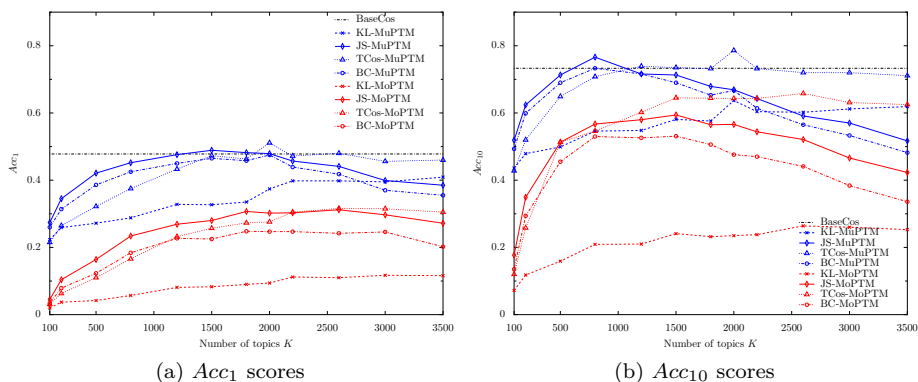 0.8
0.6
0.4
0.2
0
100 500 1000 1500 2000 2500 3000 3500
Acc1
Number of topics K
BaseCos
KL-MuPTM
JS-MuPTM
TCos-MuPTM
BC-MuPTM
KL-MoPTM
JS-MoPTM
TCos-MoPTM
BC-MoPTM
(a) Acc1 scores
0.8
0.6
0.4
0.2
0
100 500 1000 1500 2000 2500 3000 3500
Acc10
Number of topics K
BaseCos
KL-MuPTM
JS-MuPTM
TCos-MuPTM
BC-MuPTM
KL-MoPTM
JS-MoPTM
TCos-MoPTM
BC-MoPTM
(b) Acc10 scores